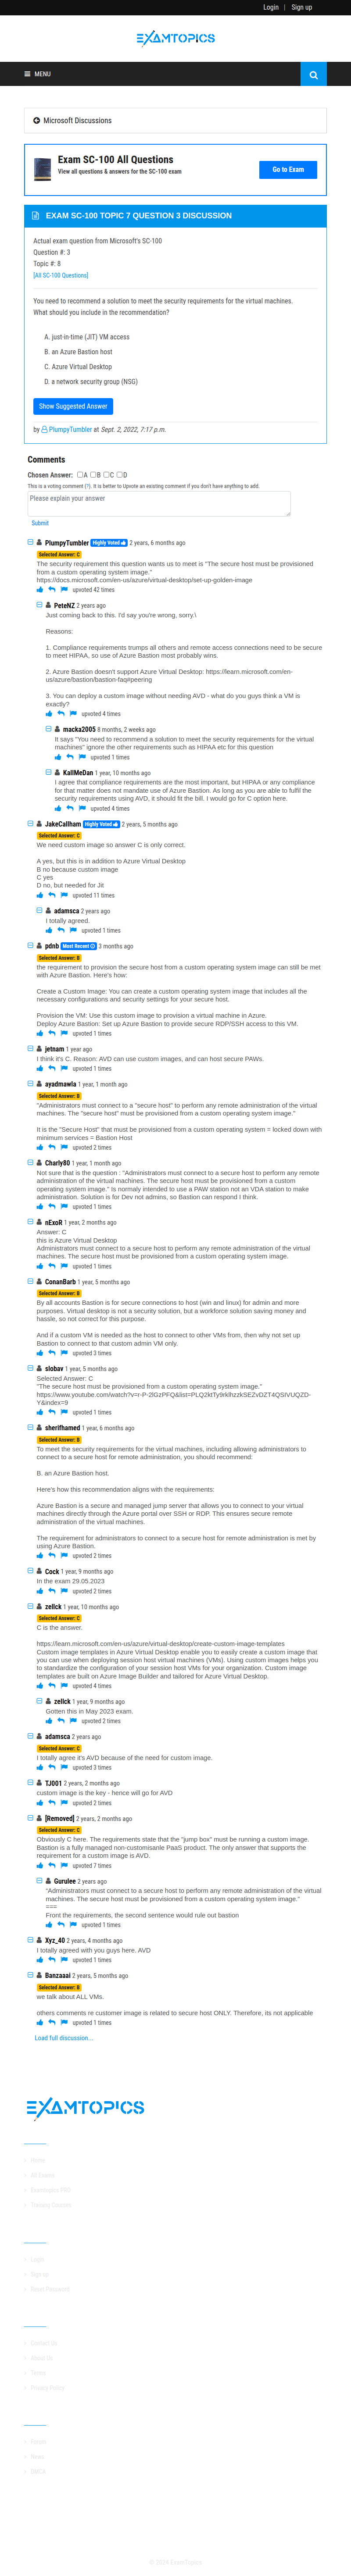 Login | Sign up
EXAMTOPICS
MENU
Microsoft Discussions
Exam SC-100 All Questions
View all questions & answers for the SC-100 exam
Go to Exam
EXAM SC-100 TOPIC 7 QUESTION 3 DISCUSSION
Actual exam question from Microsoft's SC-100
Question #: 3
Topic #: 8
[All SC-100 Questions]
You need to recommend a solution to meet the security requirements for the virtual machines.
What should you include in the recommendation?
A. just-in-time (JIT) VM access
B. an Azure Bastion host
C. Azure Virtual Desktop
D. a network security group (NSG)
Show Suggested Answer
by PlumpyTumbler at Sept. 2, 2022, 7:17 p.m.
Comments
Chosen Answer: A B C D
This is a voting comment (?). It is better to Upvote an existing comment if you don't have anything to add.
Please explain your answer
Submit
PlumpyTumbler Highly Voted 2 years, 6 months ago
Selected Answer: C
The security requirement this question wants us to meet is "The secure host must be provisioned
from a custom operating system image."
https://docs.microsoft.com/en-us/azure/virtual-desktop/set-up-golden-image
upvoted 42 times
PeteNZ 2 years ago
Just coming back to this. I'd say you're wrong, sorry.\
Reasons:
1. Compliance requirements trumps all others and remote access connections need to be secure
to meet HIPAA, so use of Azure Bastion most probably wins.
2. Azure Bastion doesn't support Azure Virtual Desktop: https://learn.microsoft.com/en-
us/azure/bastion/bastion-faq#peering
3. You can deploy a custom image without needing AVD - what do you guys think a VM is
exactly?
upvoted 4 times
macka2005 8 months, 2 weeks ago
It says "You need to recommend a solution to meet the security requirements for the virtual
machines" ignore the other requirements such as HIPAA etc for this question
upvoted 1 times
KallMeDan 1 year, 10 months ago
I agree that complaince requirements are the most important, but HIPAA or any compliance
for that matter does not mandate use of Azure Bastion. As long as you are able to fulfil the
security requirements using AVD, it should fit the bill. I would go for C option here.
upvoted 4 times
JakeCallham Highly Voted 2 years, 5 months ago
Selected Answer: C
We need custom image so answer C is only correct.
A yes, but this is in addition to Azure Virtual Desktop
B no because custom image
C yes
D no, but needed for Jit
upvoted 11 times
adamsca 2 years ago
I totally agreed.
upvoted 1 times
pdnb Most Recent 3 months ago
Selected Answer: B
the requirement to provision the secure host from a custom operating system image can still be met
with Azure Bastion. Here's how:
Create a Custom Image: You can create a custom operating system image that includes all the
necessary configurations and security settings for your secure host.
Provision the VM: Use this custom image to provision a virtual machine in Azure.
Deploy Azure Bastion: Set up Azure Bastion to provide secure RDP/SSH access to this VM.
upvoted 1 times
jetnam 1 year ago
I think it's C. Reason: AVD can use custom images, and can host secure PAWs.
upvoted 1 times
ayadmawla 1 year, 1 month ago
Selected Answer: B
"Administrators must connect to a "secure host" to perform any remote administration of the virtual
machines. The "secure host" must be provisioned from a custom operating system image."
It is the "Secure Host" that must be provisioned from a custom operating system = locked down with
minimum services = Bastion Host
upvoted 2 times
Charly80 1 year, 1 month ago
Not sure that is the question : "Administrators must connect to a secure host to perform any remote
administration of the virtual machines. The secure host must be provisioned from a custom
operating system image." is normaly intended to use a PAW station not an VDA station to make
administration. Solution is for Dev not admins, so Bastion can respond I think.
upvoted 1 times
nExoR 1 year, 2 months ago
Answer: C
this is Azure Virtual Desktop
Administrators must connect to a secure host to perform any remote administration of the virtual
machines. The secure host must be provisioned from a custom operating system image.
upvoted 1 times
ConanBarb 1 year, 5 months ago
Selected Answer: B
By all accounts Bastion is for secure connections to host (win and linux) for admin and more
purposes. Virtual desktop is not a security solution, but a workforce solution saving money and
hassle, so not correct for this purpose.
And if a custom VM is needed as the host to connect to other VMs from, then why not set up
Bastion to connect to that custom admin VM only.
upvoted 3 times
slobav 1 year, 5 months ago
Selected Answer: C
"The secure host must be provisioned from a custom operating system image."
https://www.youtube.com/watch?v=r-P-2lGzPFQ&list=PLQ2ktTy9rklhzzkSEZvDZT4QSIVUQZD-
Y&index=9
upvoted 1 times
sherifhamed 1 year, 6 months ago
Selected Answer: B
To meet the security requirements for the virtual machines, including allowing administrators to
connect to a secure host for remote administration, you should recommend:
B. an Azure Bastion host.
Here's how this recommendation aligns with the requirements:
Azure Bastion is a secure and managed jump server that allows you to connect to your virtual
machines directly through the Azure portal over SSH or RDP. This ensures secure remote
administration of the virtual machines.
The requirement for administrators to connect to a secure host for remote administration is met by
using Azure Bastion.
upvoted 2 times
Cock 1 year, 9 months ago
In the exam 29.05.2023
upvoted 2 times
zellck 1 year, 10 months ago
Selected Answer: C
C is the answer.
https://learn.microsoft.com/en-us/azure/virtual-desktop/create-custom-image-templates
Custom image templates in Azure Virtual Desktop enable you to easily create a custom image that
you can use when deploying session host virtual machines (VMs). Using custom images helps you
to standardize the configuration of your session host VMs for your organization. Custom image
templates are built on Azure Image Builder and tailored for Azure Virtual Desktop.
upvoted 4 times
zellck 1 year, 9 months ago
Gotten this in May 2023 exam.
upvoted 2 times
adamsca 2 years ago
Selected Answer: C
I totally agree it's AVD because of the need for custom image.
upvoted 3 times
TJ001 2 years, 2 months ago
custom image is the key - hence will go for AVD
upvoted 2 times
[Removed] 2 years, 2 months ago
Selected Answer: C
Obviously C here. The requirements state that the "jump box" must be running a custom image.
Bastion is a fully managed non-customisanle PaaS product. The only answer that supports the
requirement for a custom image is AVD.
upvoted 7 times
Gurulee 2 years ago
"Administrators must connect to a secure host to perform any remote administration of the virtual
machines. The secure host must be provisioned from a custom operating system image."
===
Front the requirements, the second sentence would rule out bastion
upvoted 1 times
Xyz_40 2 years, 4 months ago
I totally agreed with you guys here. AVD
upvoted 1 times
Banzaaai 2 years, 5 months ago
Selected Answer: B
we talk about ALL VMs.
others comments re customer image is related to secure host ONLY. Therefore, its not applicable
upvoted 1 times
Load full discussion...
EXAMTOPICS
Home
All Exams
Examtopics PRO
Training Courses
Login
Sign up
Reset Password
Contact Us
About Us
Terms
Privacy Policy
Forum
News
DMCA
© 2024 ExamTopics